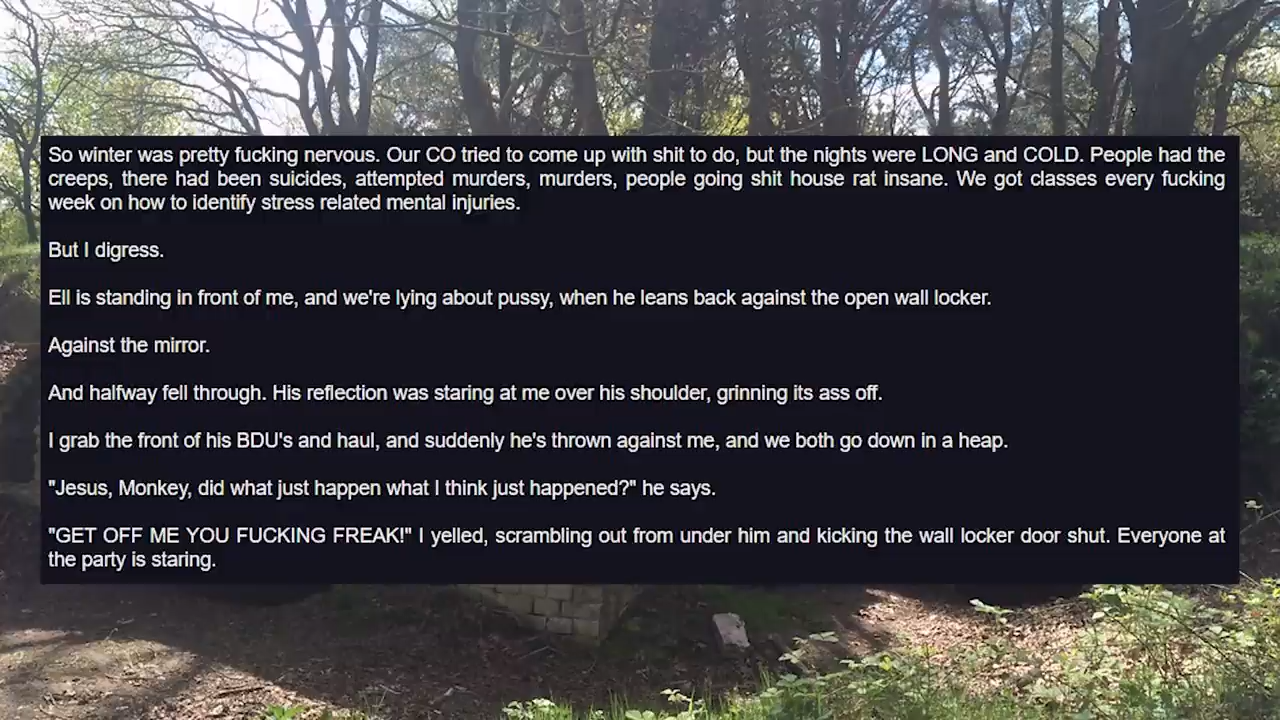 So winter was pretty fucking nervous. Our CO tried to come up with shit to do, but the nights were LONG and COLD. People had the
creeps, there had been suicides, attempted murders, murders, people going shit house rat insane. We got classes every fucking
week on how to identify stress related mental injuries.
But I digress.
Ell is standing in front of me, and we're lying about pussy, when he leans back against the open wall locker.
Against the mirror.
And halfway fell through. His reflection was staring at me over his shoulder, grinning its ass off.
I grab the front of his BDU's and haul, and suddenly he's thrown against me, and we both go down in a heap.
"Jesus, Monkey, did what just happen what I think just happened?" he says.
"GET OFF ME YOU FUCKING FREAK!" I yelled, scrambling out from under him and kicking the wall locker door shut. Everyone at
the party is staring.